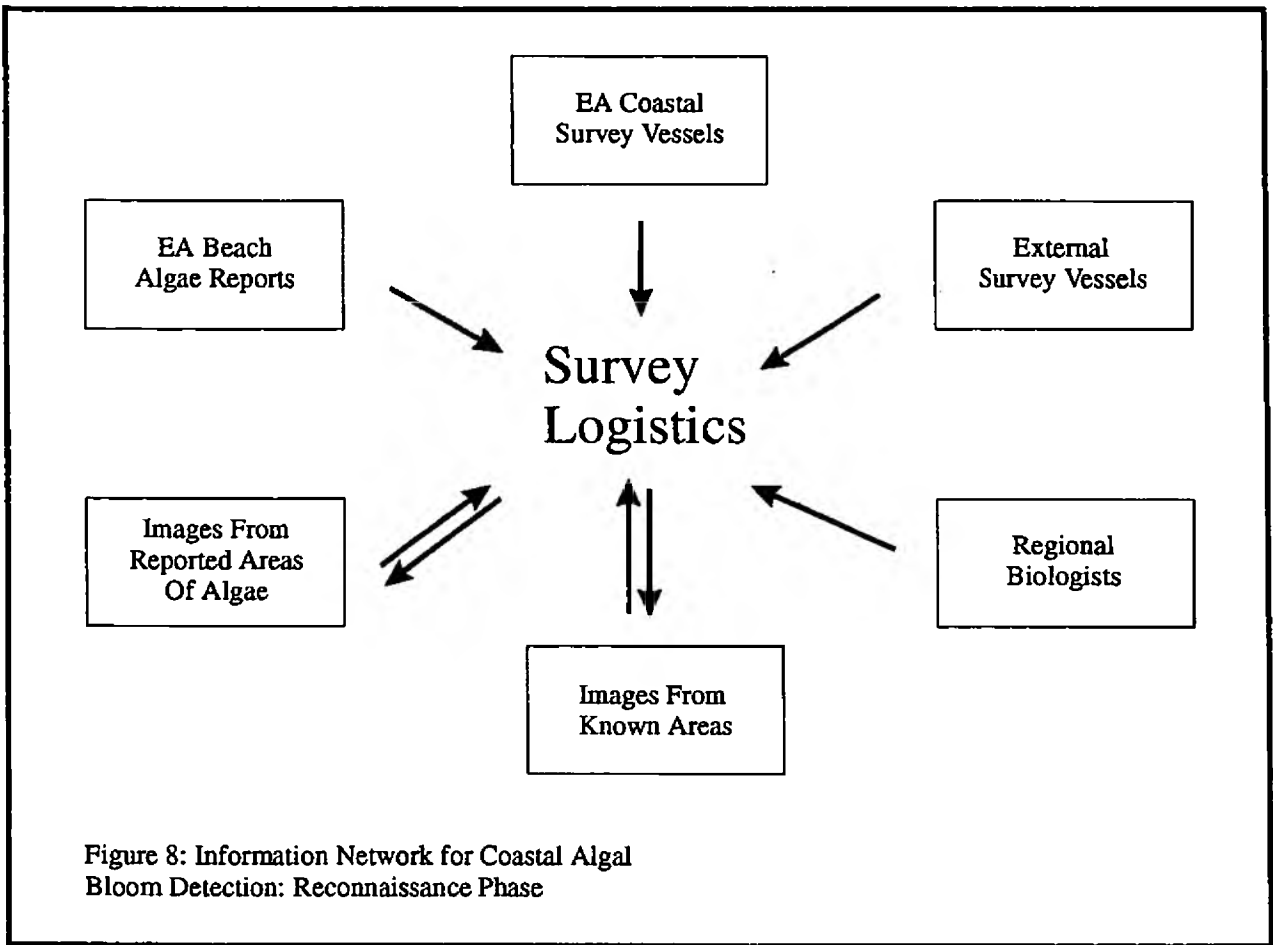 EA Coastal
Survey Vessels
EA Beach
Algae Reports
External
Survey Vessels
Survey
Logistics
Images From
Reported Areas
Of Algae
Regional
Biologists
Images From
Known Areas
Figure 8: Information Network for Coastal Algal
Bloom Detection: Reconnaissance Phase